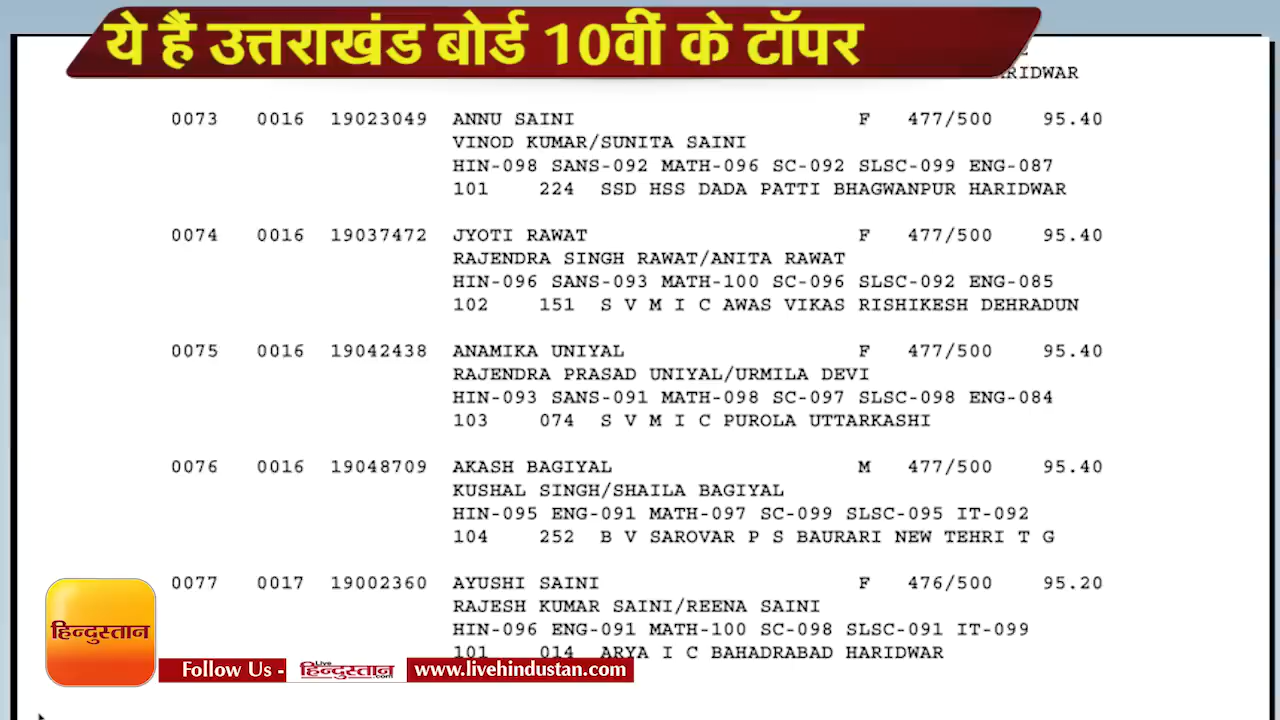 ये हैं उत्तराखंड बोर्ड 10वीं के टॉपर
HARIDWAR
0073 0016 19023049 ANNU SAINI F 477/500 95.40
VINOD KUMAR/SUNITA SAINI
HIN-098 SANS-092 MATH-096 SC-092 SLSC-099 ENG-087
101 224 SSD HSS DADA PATTI BHAGWANPUR HARIDWAR
0074 0016 19037472 JYOTI RAWAT F 477/500 95.40
RAJENDRA SINGH RAWAT/ANITA RAWAT
HIN-096 SANS-093 MATH-100 SC-096 SLSC-092 ENG-085
102 151 S V M I C AWAS VIKAS RISHIKESH DEHRADUN
0075 0016 19042438 ANAMIKA UNIYAL F 477/500 95.40
RAJENDRA PRASAD UNIYAL/URMILA DEVI
HIN-093 SANS-091 MATH-098 SC-097 SLSC-098 ENG-084
103 074 S V M I C PUROLA UTTARKASHI
0076 0016 19048709 AKASH BAGIYAL M 477/500 95.40
KUSHAL SINGH/SHAILA BAGIYAL
HIN-095 ENG-091 MATH-097 SC-099 SLSC-095 IT-092
104 252 B V SAROVAR P S BAURARI NEW TEHRI T G
0077 0017 19002360 AYUSHI SAINI F 476/500 95.20
RAJESH KUMAR SAINI/REENA SAINI
HIN-096 ENG-091 MATH-100 SC-098 SLSC-091 IT-099
101 014 ARYA I C BAHADRABAD HARIDWAR
हिन्दुस्तान
Follow Us - Live हिन्दुस्तान .com www.livehindustan.com